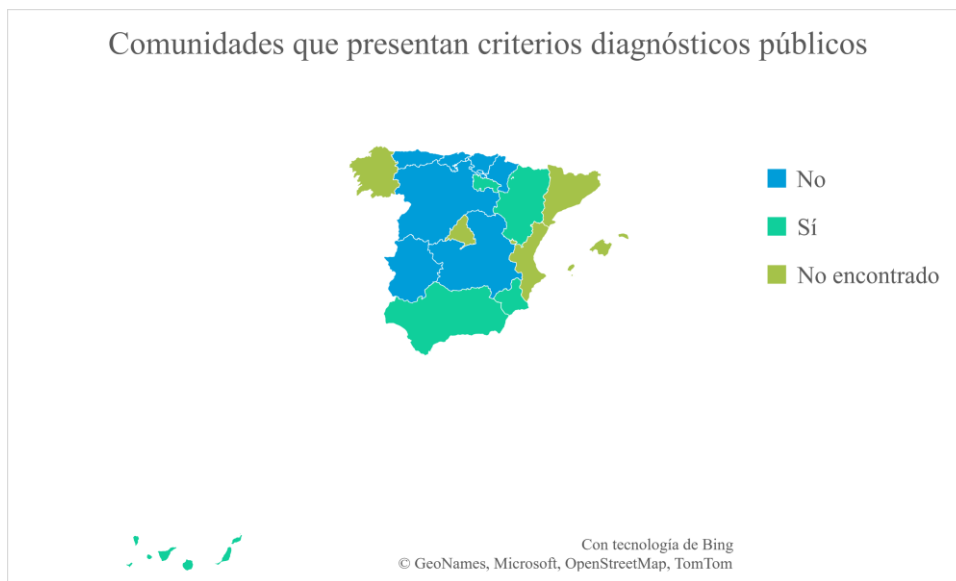 Comunidades que presentan criterios diagnósticos públicos
No
Sí
No encontrado
Con tecnología de Bing
© GeoNames, Microsoft, OpenStreetMap, TomTom